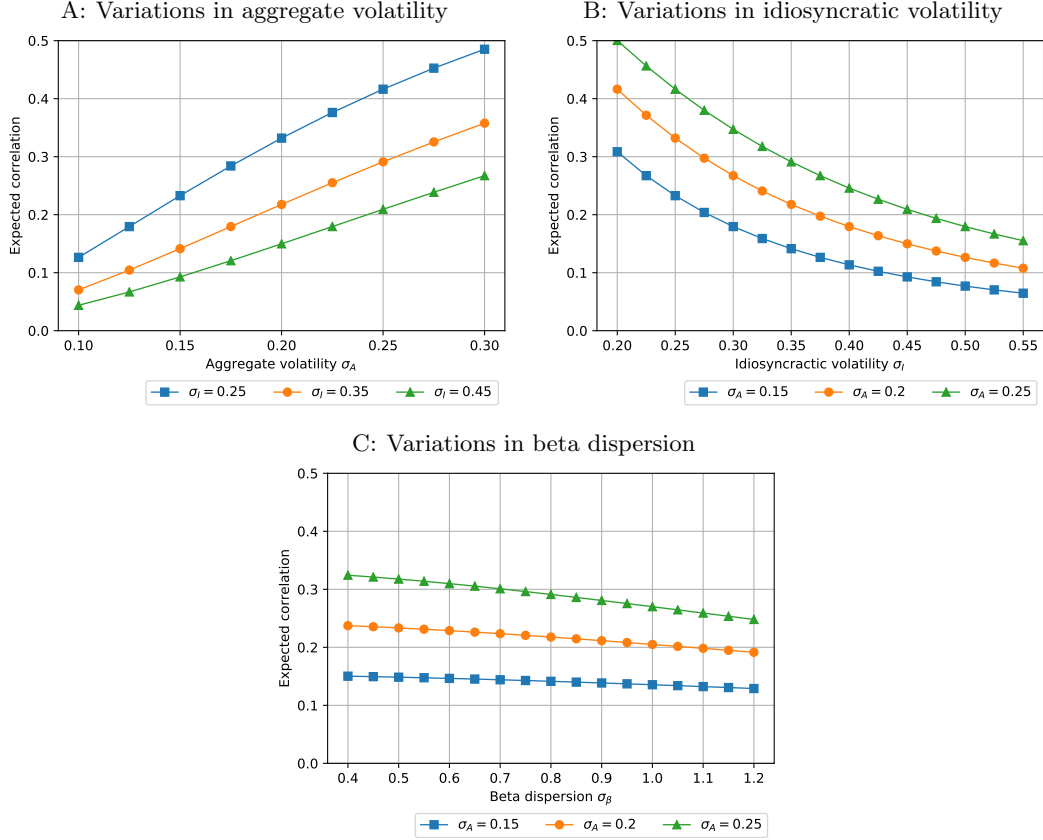 A: Variations in aggregate volatility
0.5
0.4
0.3
0.2
0.1
0.0
Expected correlation
0.10 0.15 0.20 0.25 0.30
Aggregate volatility σ_A
σ_I = 0.25 σ_I = 0.35 σ_I = 0.45
B: Variations in idiosyncratic volatility
0.5
0.4
0.3
0.2
0.1
0.0
Expected correlation
0.20 0.25 0.30 0.35 0.40 0.45 0.50 0.55
Idiosyncractic volatility σ_I
σ_A = 0.15 σ_A = 0.2 σ_A = 0.25
C: Variations in beta dispersion
0.5
0.4
0.3
0.2
0.1
0.0
Expected correlation
0.4 0.5 0.6 0.7 0.8 0.9 1.0 1.1 1.2
Beta dispersion σ_β
σ_A = 0.15 σ_A = 0.2 σ_A = 0.25